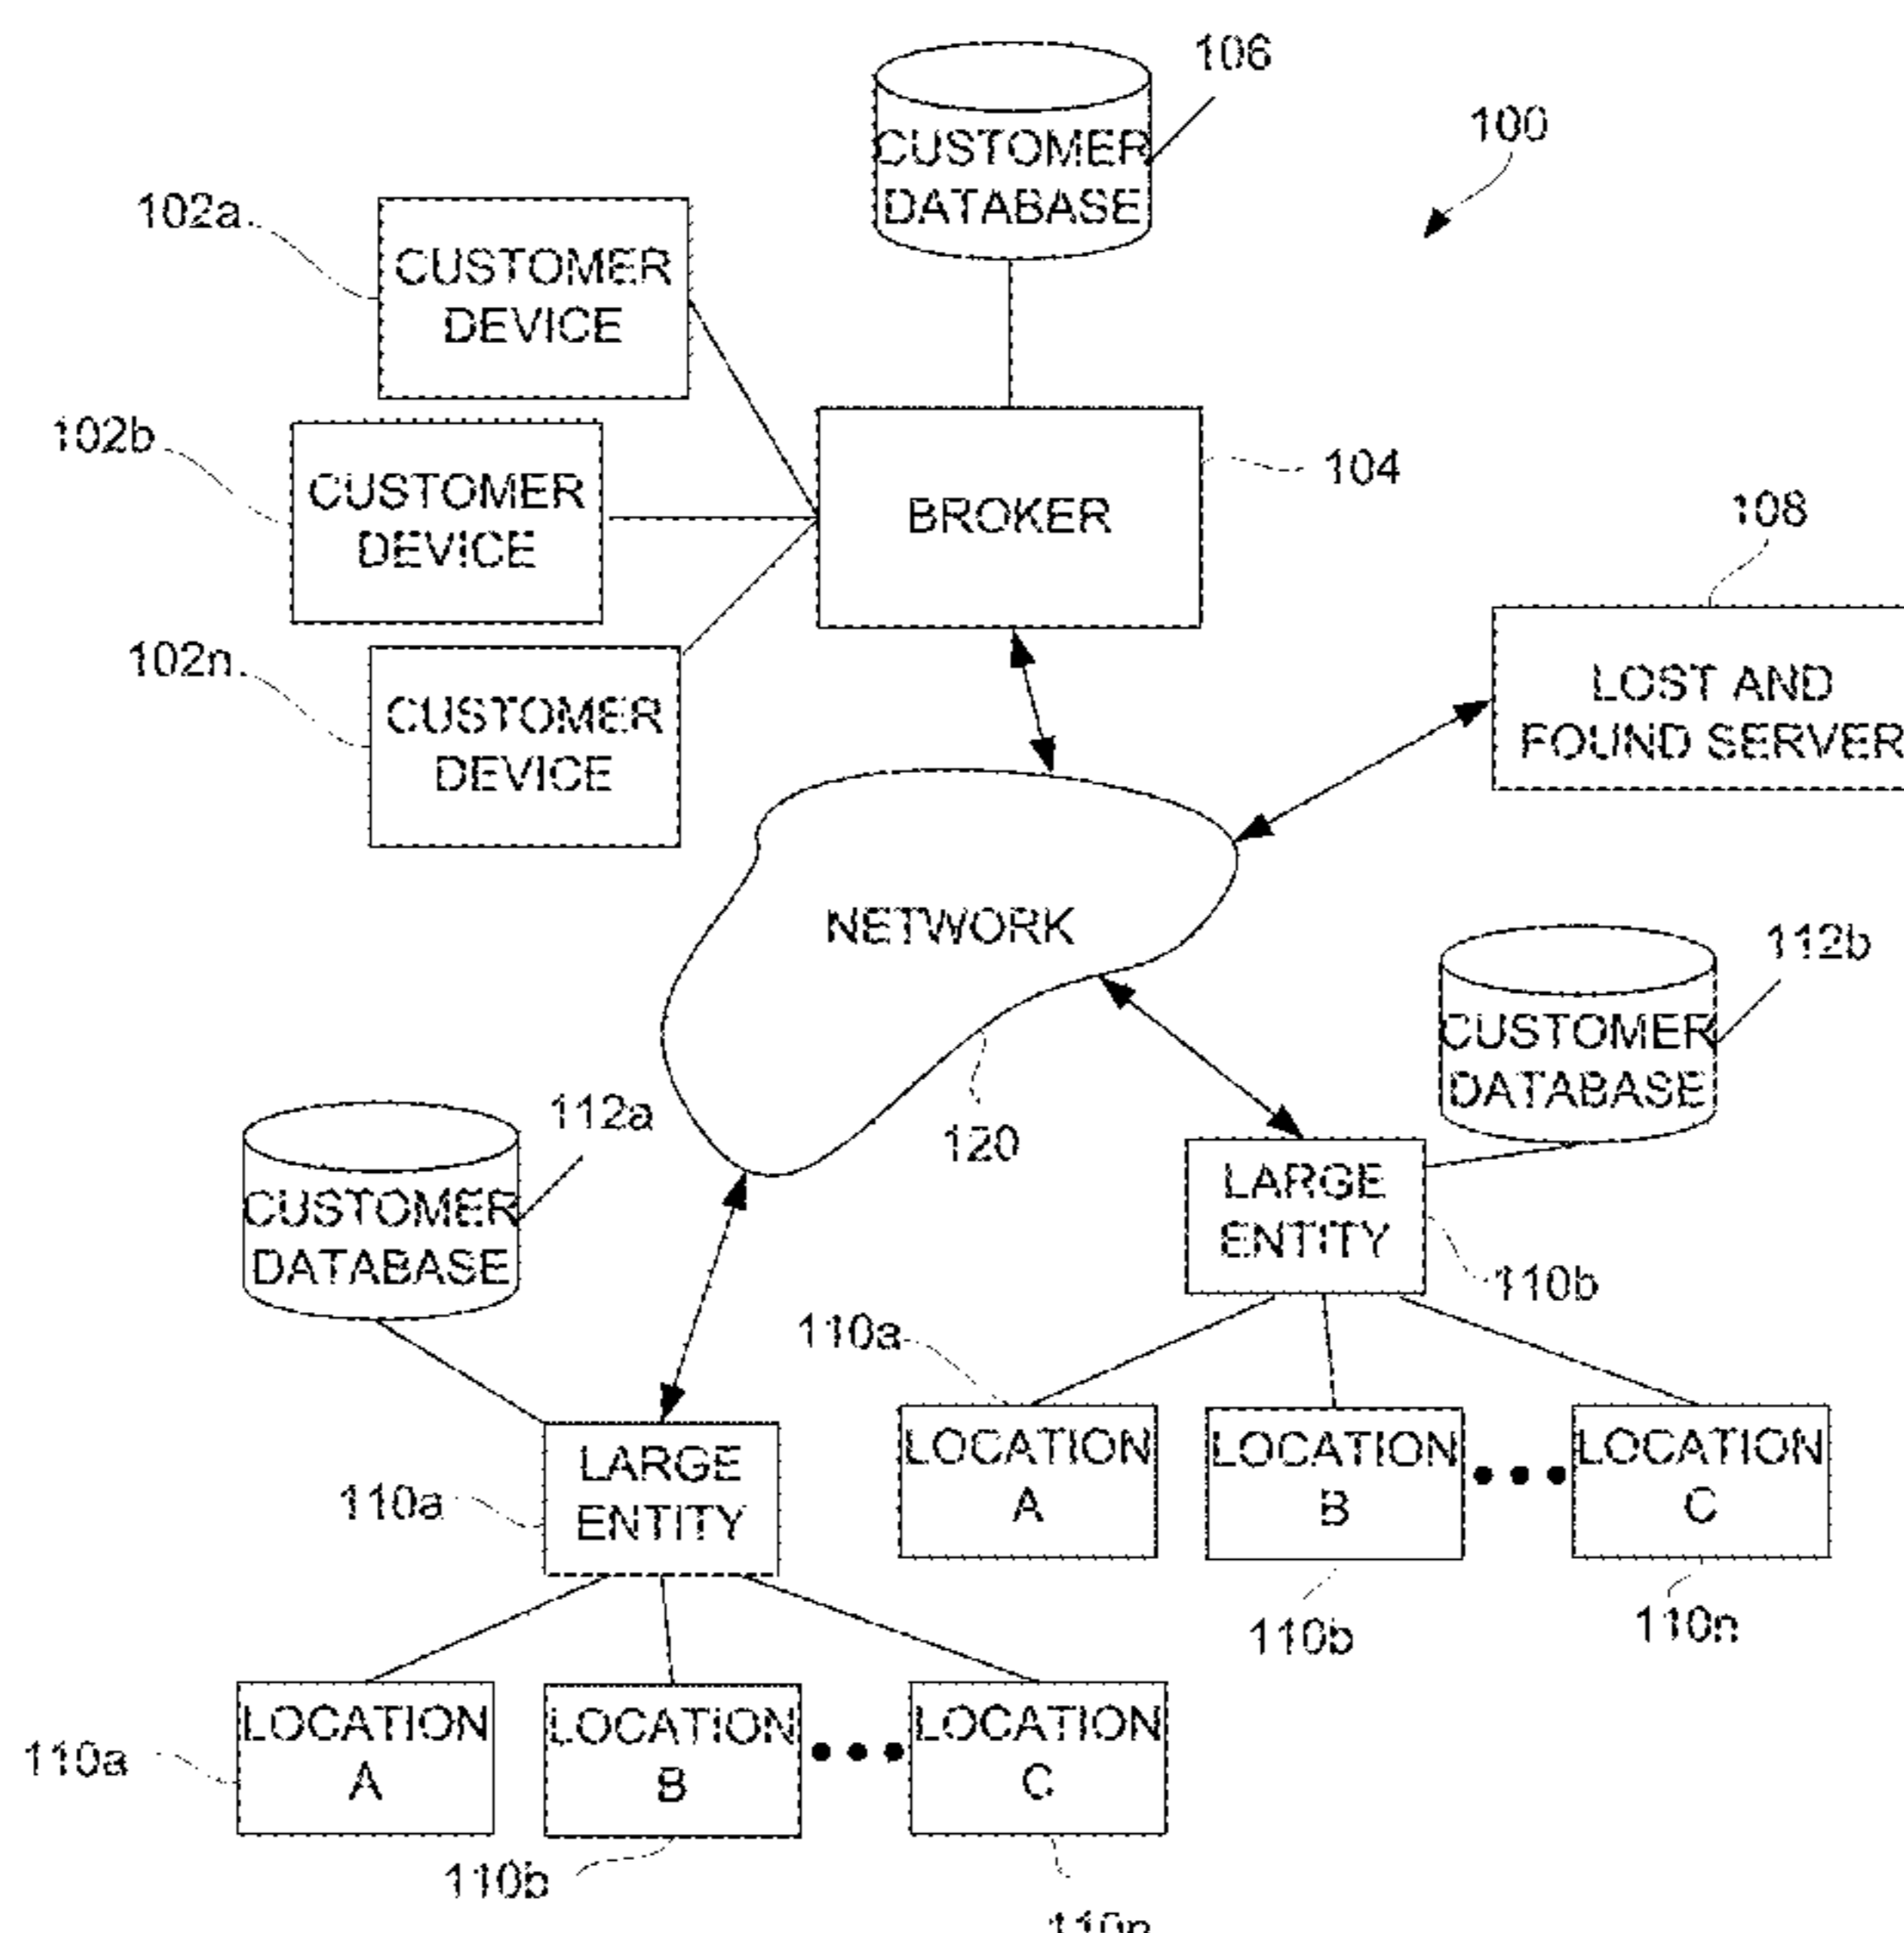 106
CUSTOMER
DATABASE
100
102a
CUSTOMER
DEVICE
102b
CUSTOMER
DEVICE
104
BROKER
108
102n
CUSTOMER
DEVICE
LOST AND
FOUND SERVER
NETWORK
112b
CUSTOMER
DATABASE
112a
120
CUSTOMER
DATABASE
LARGE
ENTITY
110b
110a
LARGE
ENTITY
110a
LOCATION
A
LOCATION
B
LOCATION
C
110b
110n
LOCATION
A
LOCATION
B
LOCATION
C
110a
110b
110n